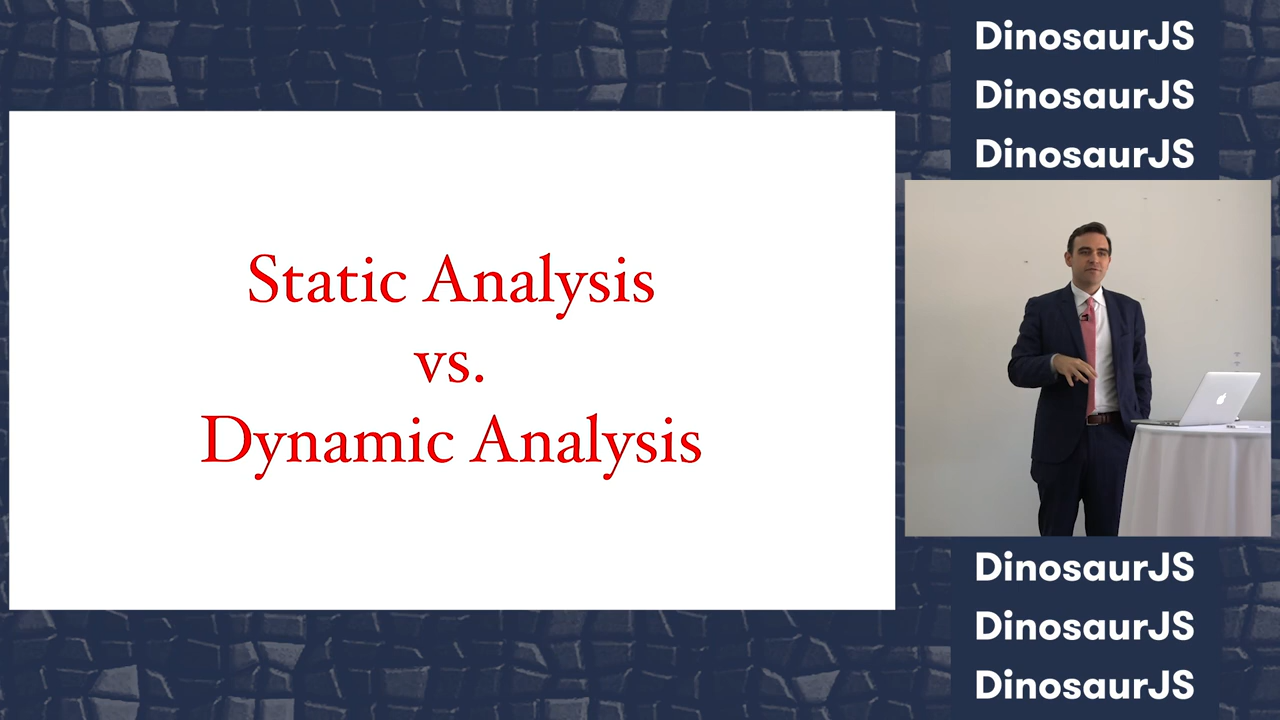 Static Analysis
vs.
Dynamic Analysis
DinosaurJS
DinosaurJS
DinosaurJS
DinosaurJS
DinosaurJS
DinosaurJS